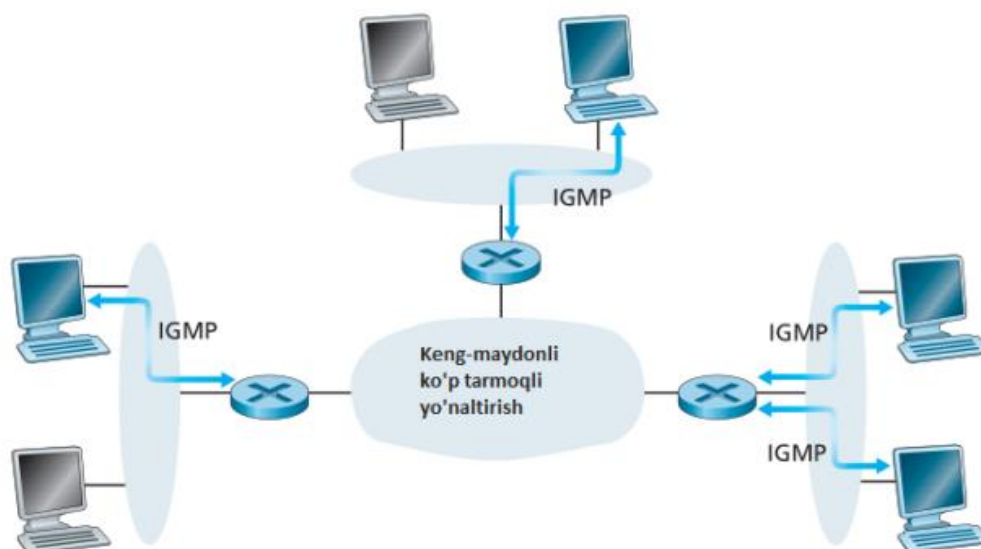 IGMP
IGMP
Keng-maydonli
ko'p tarmoqli
yo'naltirish
IGMP
IGMP